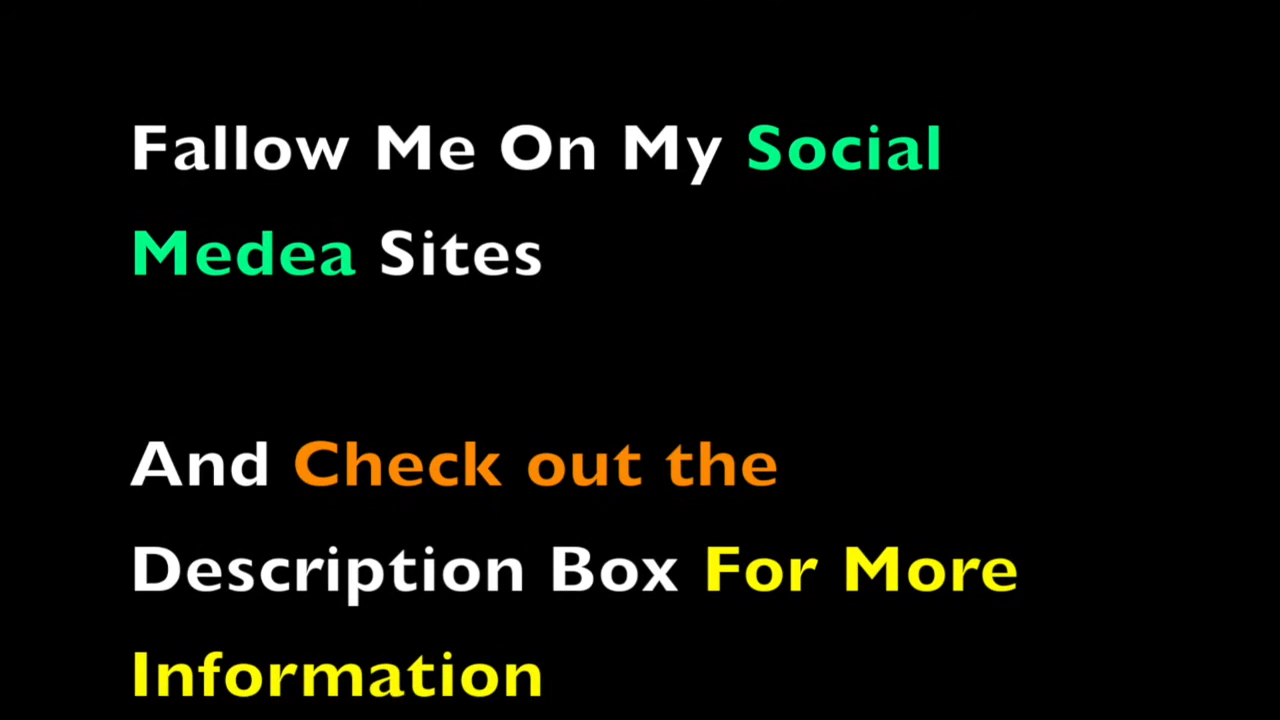 Fallow Me On My Social
Medea Sites
And Check out the
Description Box For More
Information